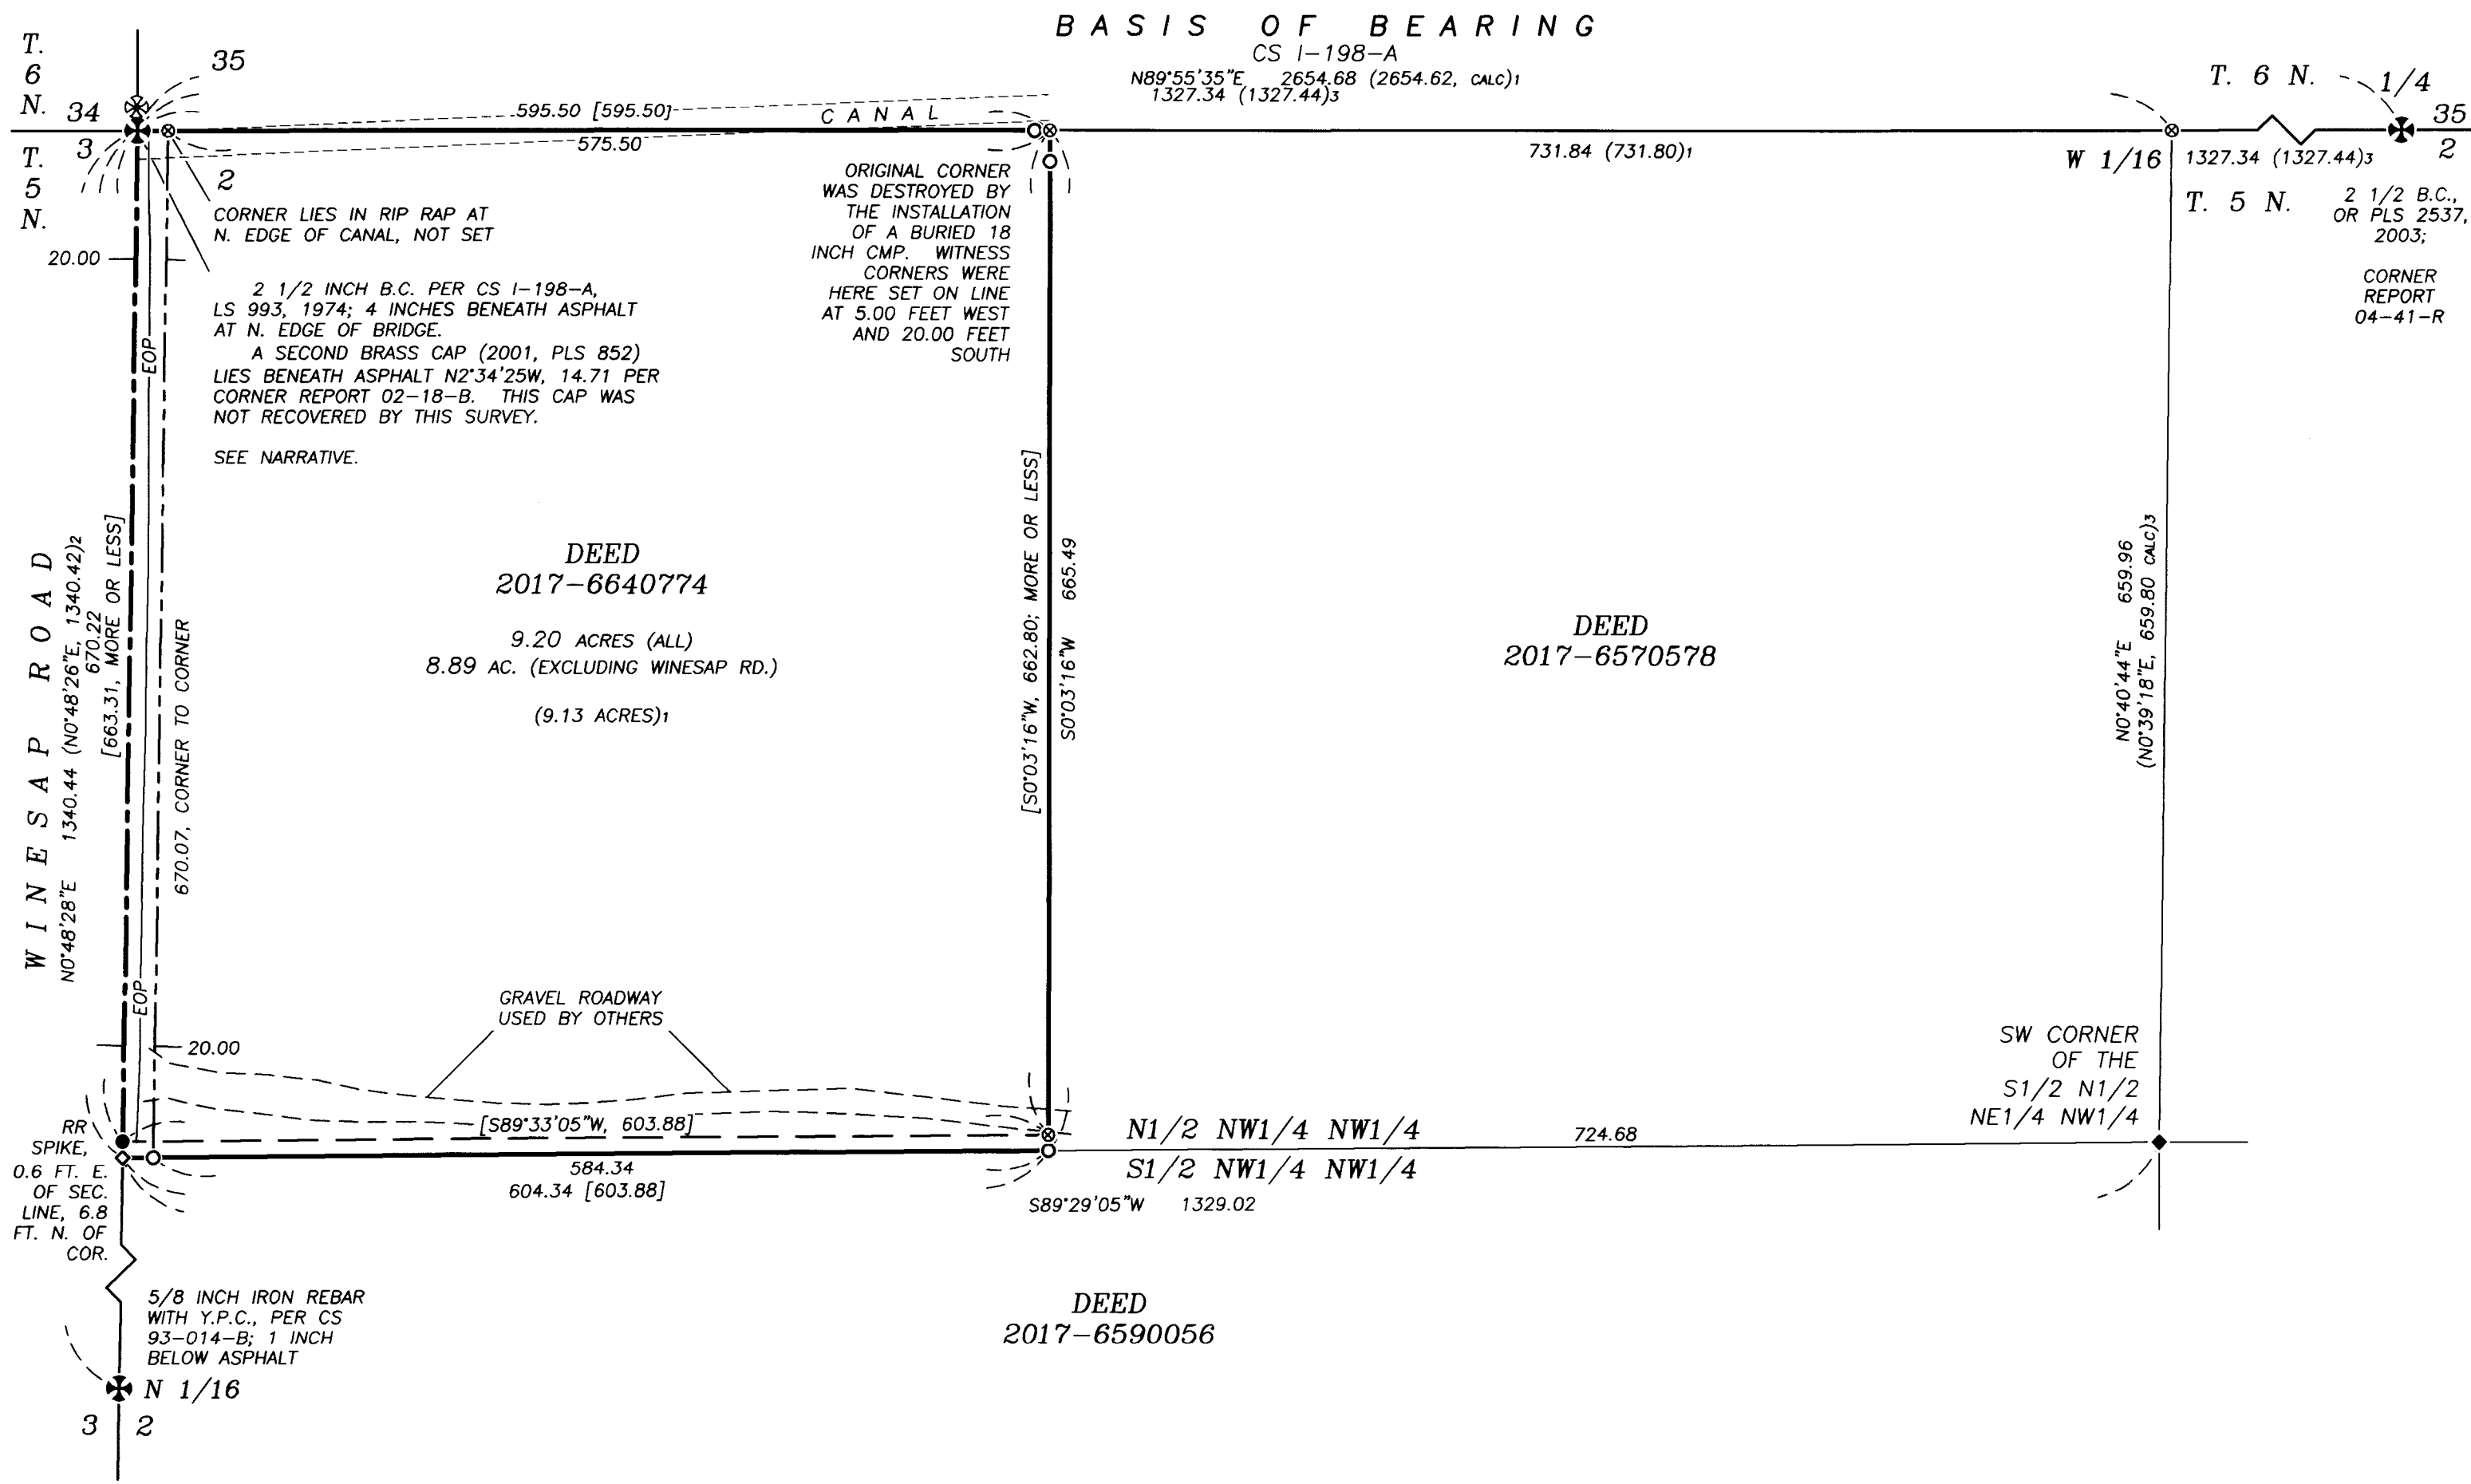 BASIS OF BEARING
CS I-198-A
N89°55'35"E 2654.68 (2654.62, CALC)1
1327.34 (1327.44)3
T.
6
N.
34
35
3
T.
5
N.
2
595.50 [595.50]
CANAL
575.50
731.84 (731.80)1
T. 6 N.
1/4
35
2
W 1/16
1327.34 (1327.44)3
T. 5 N.
2 1/2 B.C.,
OR PLS 2537,
2003;
CORNER
REPORT
04-41-R
CORNER LIES IN RIP RAP AT
N. EDGE OF CANAL, NOT SET
20.00
2 1/2 INCH B.C. PER CS I-198-A,
LS 993, 1974; 4 INCHES BENEATH ASPHALT
AT N. EDGE OF BRIDGE.
A SECOND BRASS CAP (2001, PLS 852)
LIES BENEATH ASPHALT N2°34'25W, 14.71 PER
CORNER REPORT 02-18-B. THIS CAP WAS
NOT RECOVERED BY THIS SURVEY.
SEE NARRATIVE.
ORIGINAL CORNER
WAS DESTROYED BY
THE INSTALLATION
OF A BURIED 18
INCH CMP. WITNESS
CORNERS WERE
HERE SET ON LINE
AT 5.00 FEET WEST
AND 20.00 FEET
SOUTH
EOP
WINESAP ROAD
N0°48'28"E 1340.44 (N0°48'26"E, 1340.42)2
670.22
[663.31, MORE OR LESS]
670.07, CORNER TO CORNER
DEED
2017-6640774
9.20 ACRES (ALL)
8.89 AC. (EXCLUDING WINESAP RD.)
(9.13 ACRES)1
[S0°03'16"W, 662.80; MORE OR LESS]
S0°03'16"W 665.49
DEED
2017-6570578
N0°40'44"E 659.96
(N0°39'18"E, 659.80 CALC)3
EOP
20.00
GRAVEL ROADWAY
USED BY OTHERS
SW CORNER
OF THE
S1/2 N1/2
NE1/4 NW1/4
RR
SPIKE,
0.6 FT. E.
OF SEC.
LINE, 6.8
FT. N. OF
COR.
[S89°33'05"W, 603.88]
584.34
604.34 [603.88]
N1/2 NW1/4 NW1/4
724.68
S1/2 NW1/4 NW1/4
S89°29'05"W 1329.02
5/8 INCH IRON REBAR
WITH Y.P.C., PER CS
93-014-B; 1 INCH
BELOW ASPHALT
N 1/16
3 2
DEED
2017-6590056